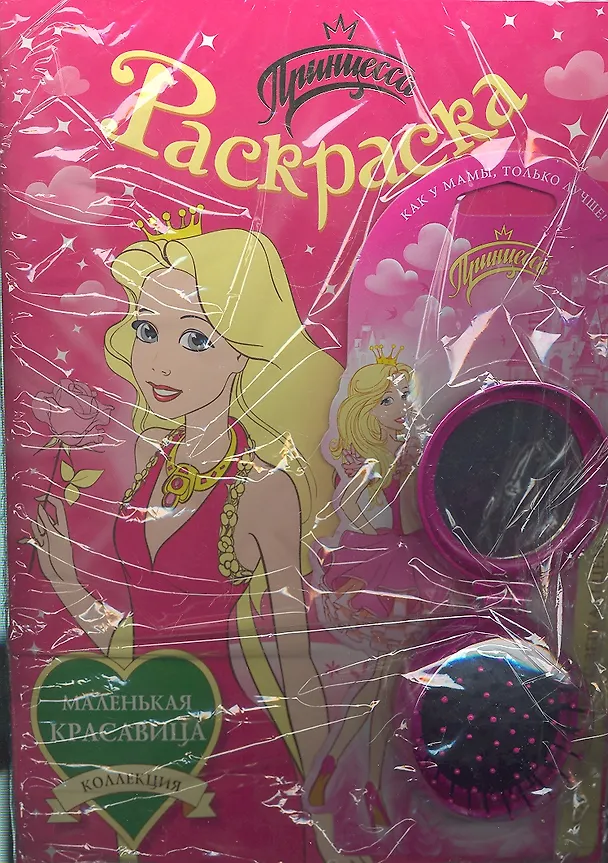 Принцесса
Раскраска
КАК У МАМЫ, ТОЛЬКО ЛУЧШЕ
Принцесса
МАЛЕНЬКАЯ
КРАСАВИЦА
КОЛЛЕКЦИЯ